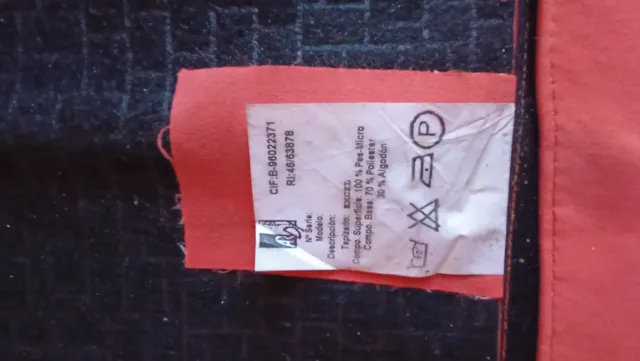 CIF:B-96022371
RI:46/63878
Nº Serie:
Modelo:
Descripción:
Tapizado: EXCEL
Compo. Superficie: 100 % Pes-Micro
Compo. Base: 70 % Poliester
30 % Algodón
P